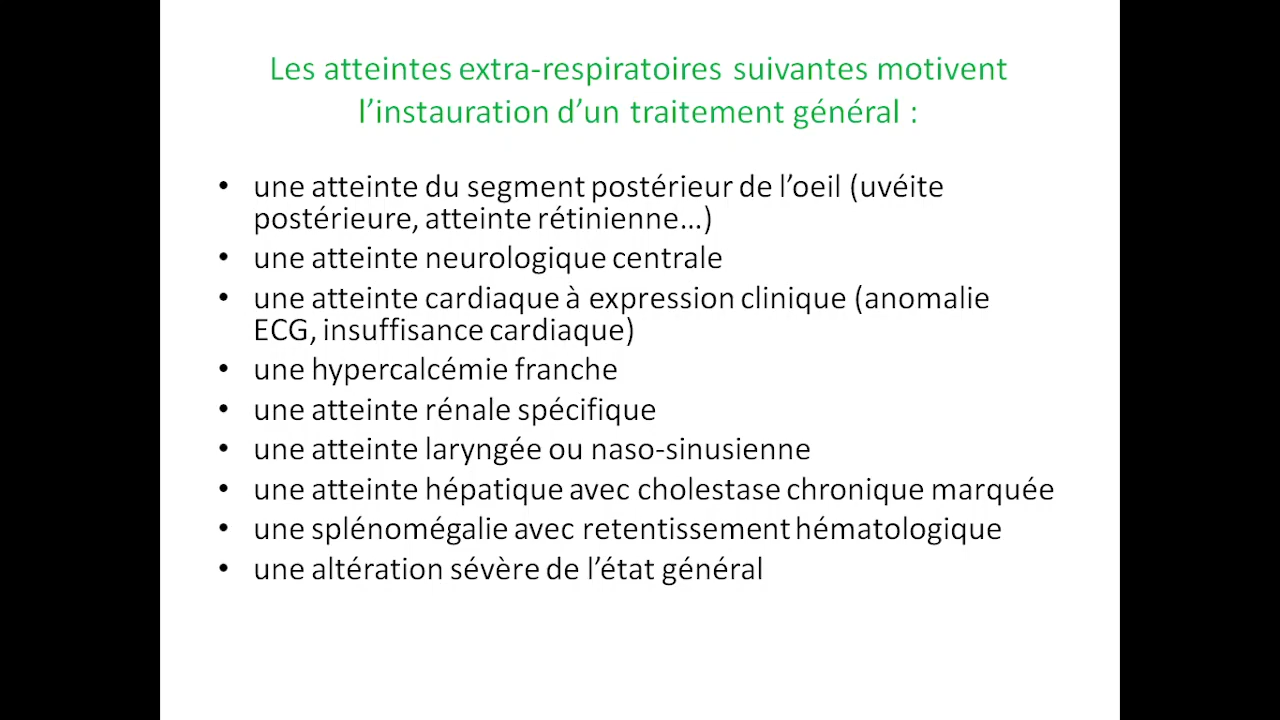 Les atteintes extra-respiratoires suivantes motivent
l’instauration d’un traitement général :
• une atteinte du segment postérieur de l’oeil (uvéite
postérieure, atteinte rétinienne…)
• une atteinte neurologique centrale
• une atteinte cardiaque à expression clinique (anomalie
ECG, insuffisance cardiaque)
• une hypercalcémie franche
• une atteinte rénale spécifique
• une atteinte laryngée ou naso-sinusienne
• une atteinte hépatique avec cholestase chronique marquée
• une splénomégalie avec retentissement hématologique
• une altération sévère de l’état général